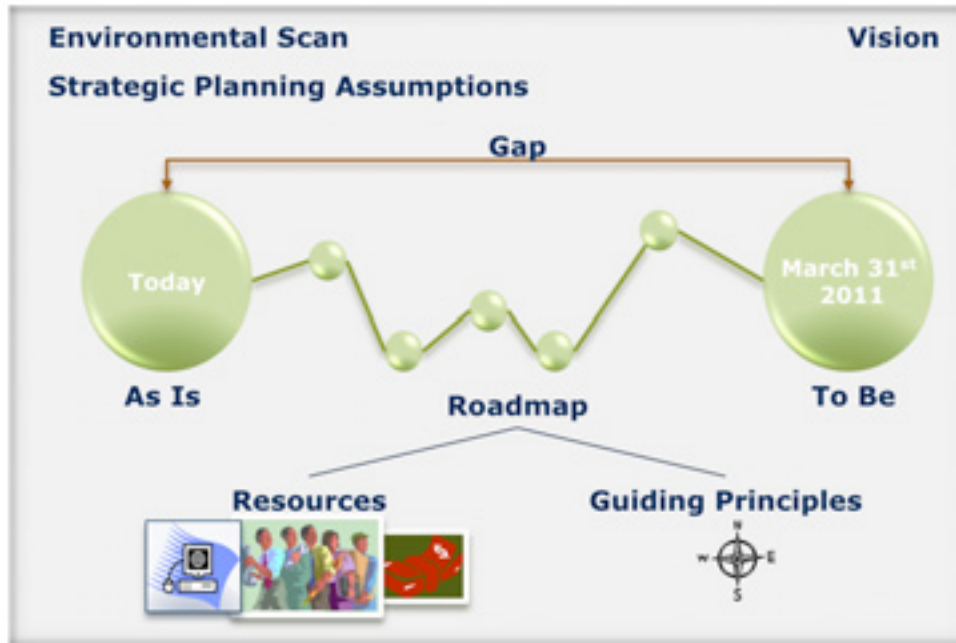 Environmental Scan
Vision
Strategic Planning Assumptions
Gap
Today
March 31st
2011
As Is
Roadmap
To Be
Resources
Guiding Principles
N
W
E
S